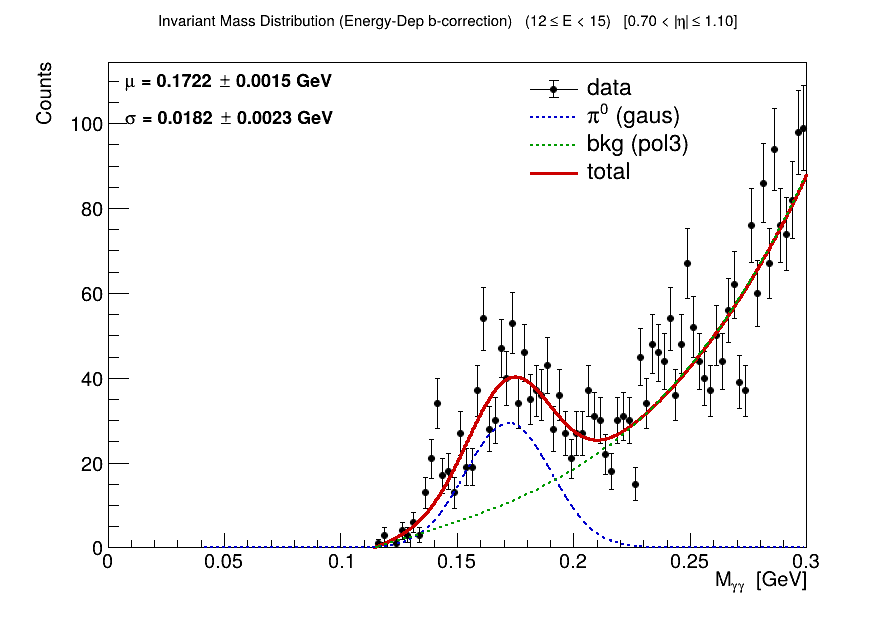 Invariant Mass Distribution (Energy-Dep b-correction) (12 ≤ E < 15) [0.70 < |η| ≤ 1.10]
μ = 0.1722 ± 0.0015 GeV
σ = 0.0182 ± 0.0023 GeV
data
π⁰ (gaus)
bkg (pol3)
total
Counts
100
80
60
40
20
0
0 0.05 0.1 0.15 0.2 0.25 0.3
M_γγ [GeV]